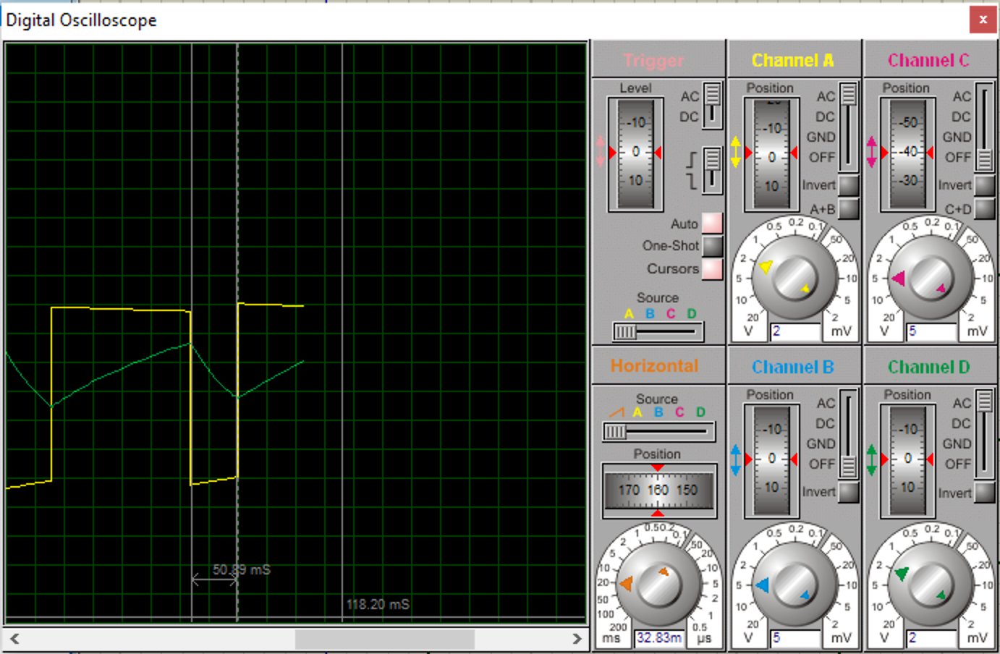 Digital Oscilloscope
x
50.89 mS
118.20 mS
Trigger
Level
AC
DC
-10
0
10
Auto
One-Shot
Cursors
Source
A B C D
Channel A
Position
AC
DC
GND
OFF
-10
0
10
Invert
A+B
20 10 5 2 1 0.5 0.2 0.1 50 20 10 5 2
V
2
mV
Channel C
Position
AC
DC
GND
OFF
-50
-40
-30
Invert
C+D
20 10 5 2 1 0.5 0.2 0.1 50 20 10 5 2
V
5
mV
Horizontal
Source
A B C D
Position
170 160 150
200 100 50 20 10 5 2 1 0.5 0.2 0.1 50 20 10 5 2 1 0.5
ms
32.83m
µs
Channel B
Position
AC
DC
GND
OFF
-10
0
10
Invert
20 10 5 2 1 0.5 0.2 0.1 50 20 10 5 2
V
5
mV
Channel D
Position
AC
DC
GND
OFF
-10
0
10
Invert
20 10 5 2 1 0.5 0.2 0.1 50 20 10 5 2
V
2
mV